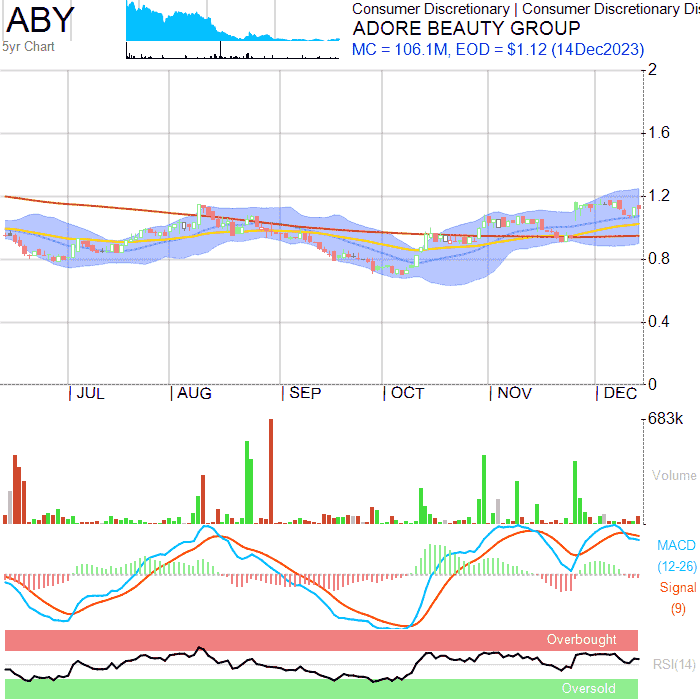 ABY
5yr Chart
Consumer Discretionary | Consumer Discretionary Dis
ADORE BEAUTY GROUP
MC = 106.1M, EOD = $1.12 (14Dec2023)
2
1.6
1.2
0.8
0.4
0
JUL AUG SEP OCT NOV DEC
683k
Volume
MACD
(12-26)
Signal
(9)
Overbought
RSI(14)
Oversold